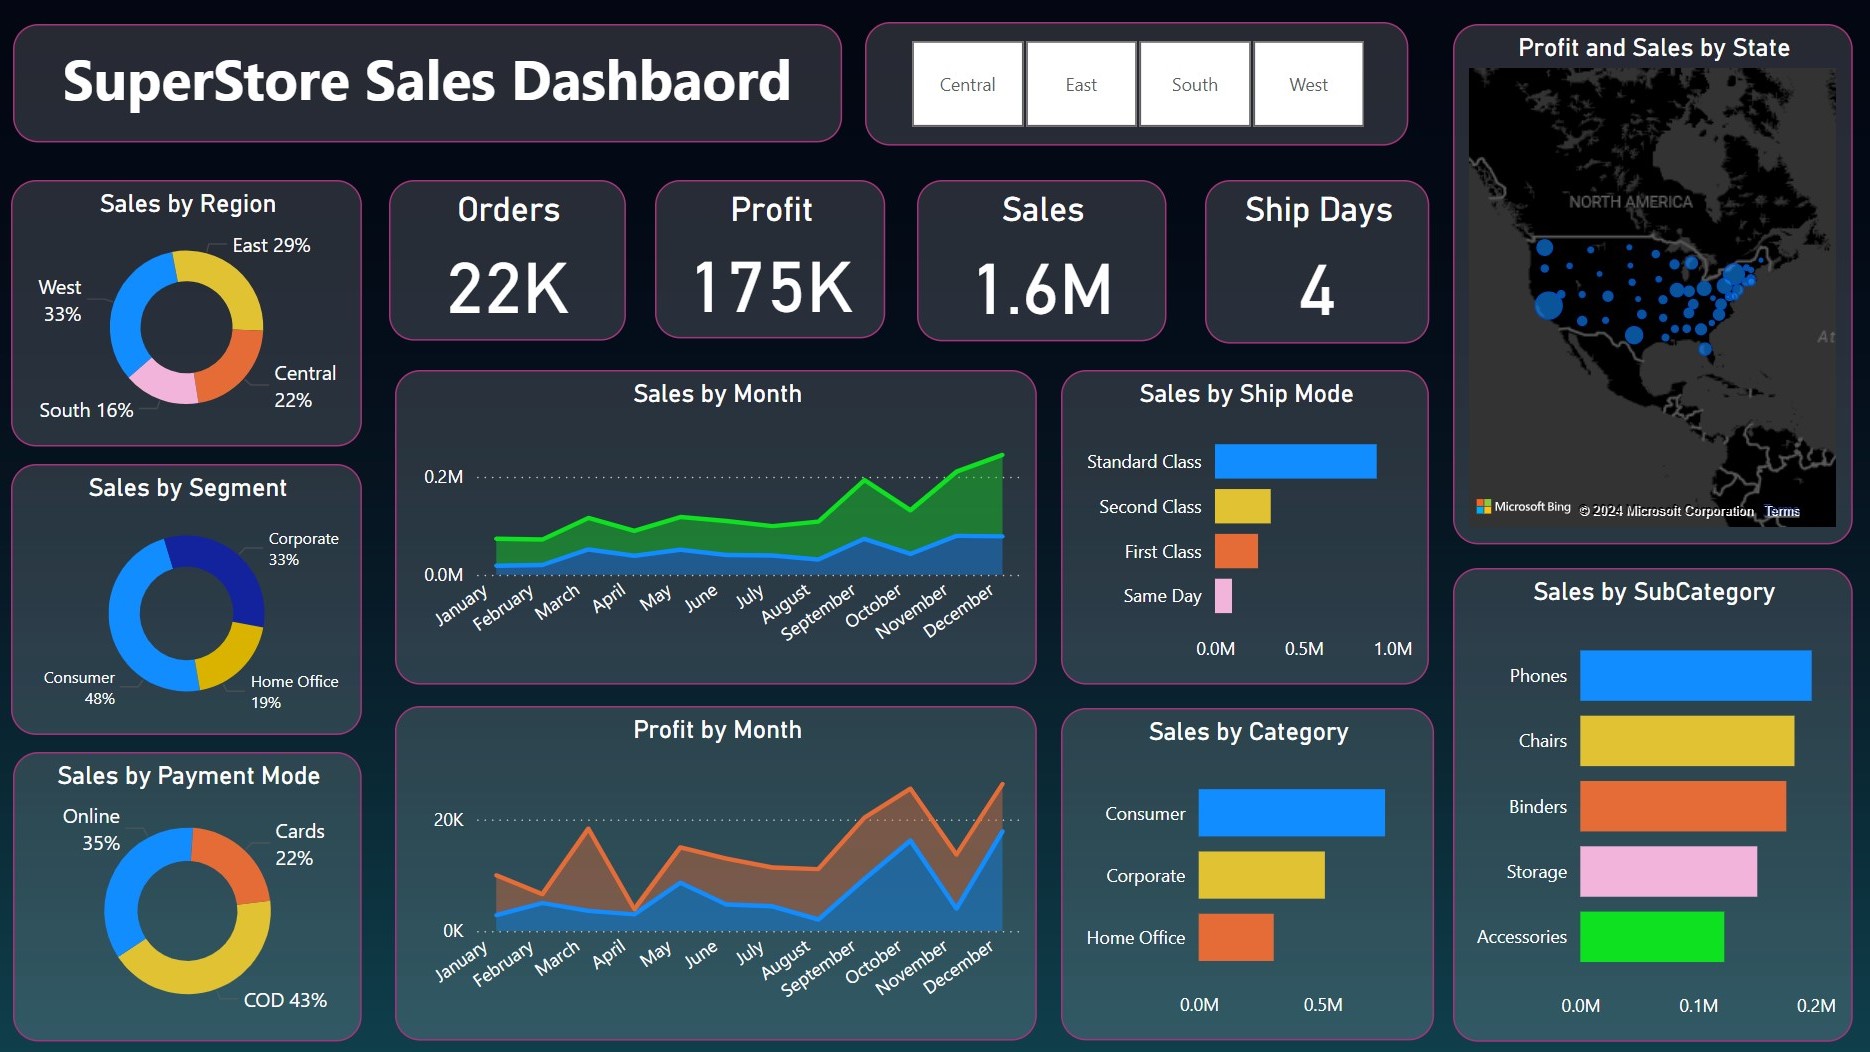 SuperStore Sales Dashbaord
Central
East
South
West
Profit and Sales by State
NORTH AMERICA
At
Microsoft Bing
© 2024 Microsoft Corporation
Terms
Sales by Region
East 29%
West
33%
Central
22%
South 16%
Orders
22K
Profit
175K
Sales
1.6M
Ship Days
4
Sales by Segment
Corporate
33%
Consumer
48%
Home Office
19%
Sales by Month
0.2M
0.0M
January
February
March
April
May
June
July
August
September
October
November
December
Sales by Ship Mode
Standard Class
Second Class
First Class
Same Day
0.0M
0.5M
1.0M
Sales by SubCategory
Phones
Chairs
Binders
Storage
Accessories
0.0M
0.1M
0.2M
Sales by Payment Mode
Online
35%
Cards
22%
COD 43%
Profit by Month
20K
0K
January
February
March
April
May
June
July
August
September
October
November
December
Sales by Category
Consumer
Corporate
Home Office
0.0M
0.5M